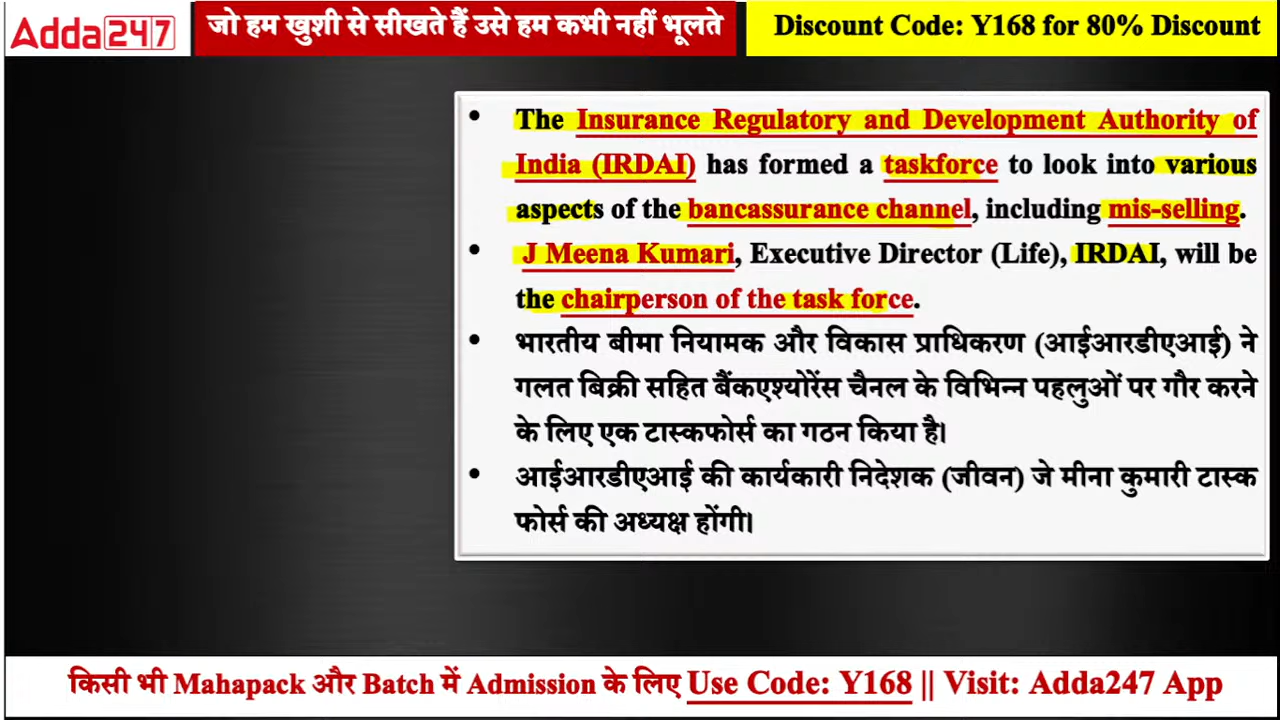 Adda247
जो हम खुशी से सीखते हैं उसे हम कभी नहीं भूलते
Discount Code: Y168 for 80% Discount
• The Insurance Regulatory and Development Authority of
India (IRDAI) has formed a taskforce to look into various
aspects of the bancassurance channel, including mis-selling.
• J Meena Kumari, Executive Director (Life), IRDAI, will be
the chairperson of the task force.
• भारतीय बीमा नियामक और विकास प्राधिकरण (आईआरडीएआई) ने
गलत बिक्री सहित बैंकएश्योरेंस चैनल के विभिन्न पहलुओं पर गौर करने
के लिए एक टास्कफोर्स का गठन किया है।
• आईआरडीएआई की कार्यकारी निदेशक (जीवन) जे मीना कुमारी टास्क
फोर्स की अध्यक्ष होंगी।
किसी भी Mahapack और Batch में Admission के लिए Use Code: Y168 || Visit: Adda247 App